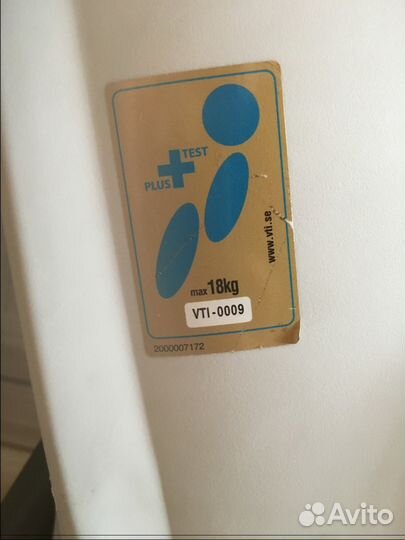 TEST
PLUS
www.vti.se
max 18kg
VTI-0009
2000007172
Avito